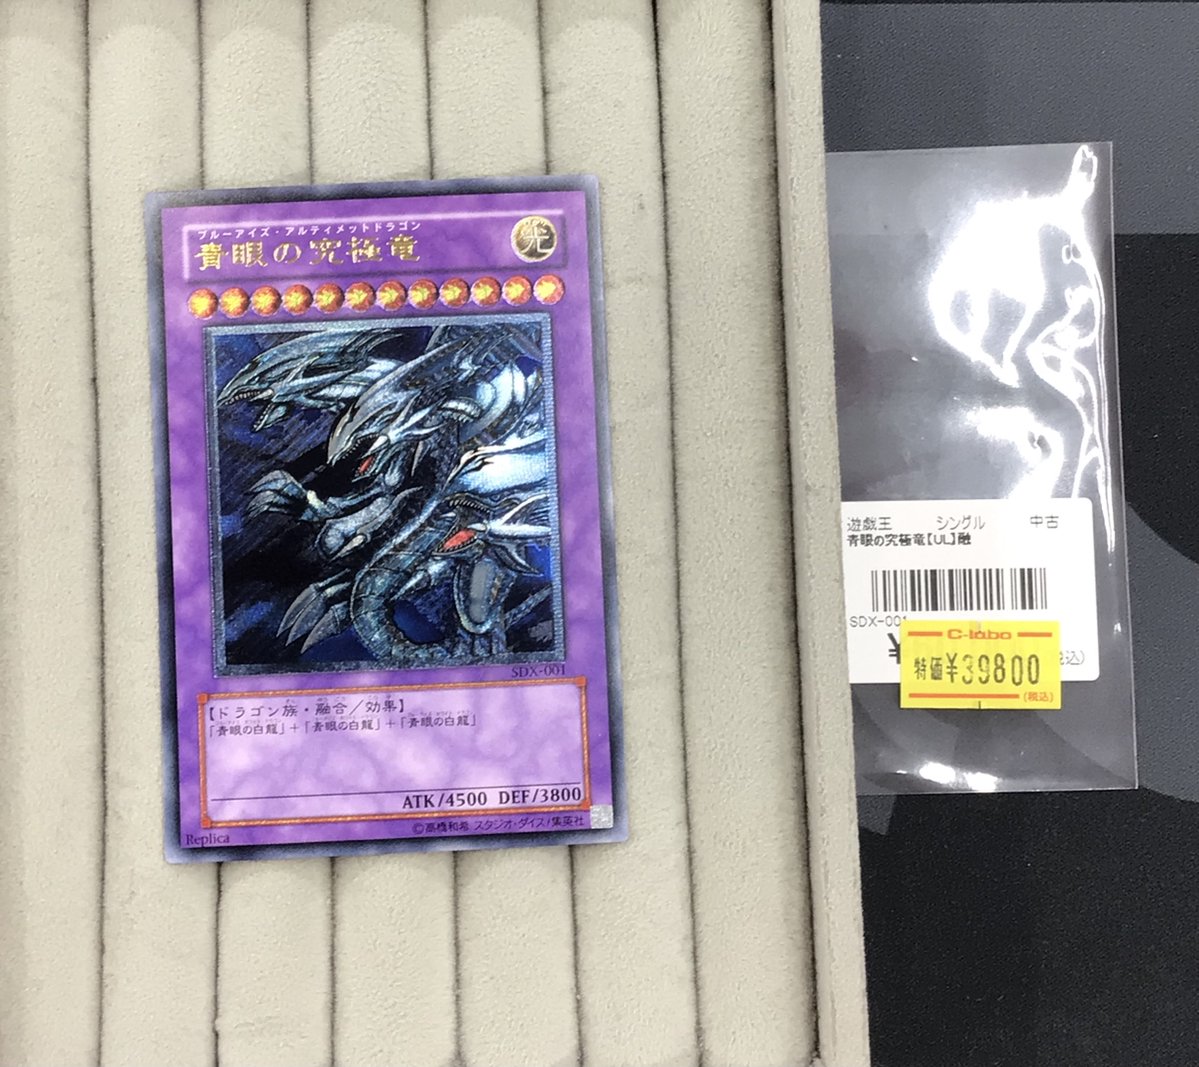 ブルーアイズ・アルティメットドラゴン
青眼の究極竜
光
SDX-001
【ドラゴン族・融合／効果】
「青眼の白龍」+「青眼の白龍」+「青眼の白龍」
ATK/4500 DEF/3800
Replica
©高橋和希 スタジオ・ダイス/集英社
遊戯王 シングル 中古
青眼の究極竜【UL】融
SDX-001
C-labo
特価¥39800
(税込)